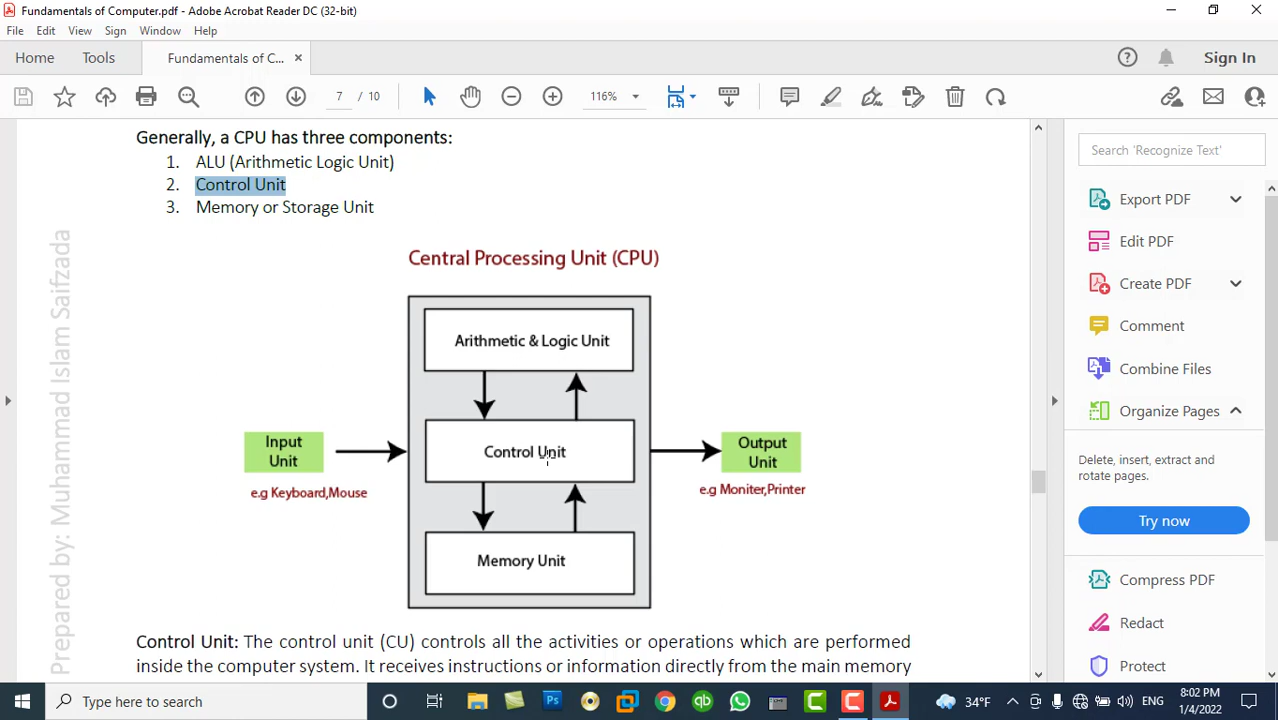 Fundamentals of Computer.pdf - Adobe Acrobat Reader DC (32-bit)
File Edit View Sign Window Help
Home Tools Fundamentals of C... × Sign In
7 / 10 116%
Generally, a CPU has three components:
1. ALU (Arithmetic Logic Unit)
2. Control Unit
3. Memory or Storage Unit
Central Processing Unit (CPU)
Arithmetic & Logic Unit
Input
Unit
e.g Keyboard,Mouse
Control Unit
Output
Unit
e.g Moniter,Printer
Memory Unit
Control Unit: The control unit (CU) controls all the activities or operations which are performed
inside the computer system. It receives instructions or information directly from the main memory
Prepared by: Muhammad Islam Saifzada
Search 'Recognize Text'
Export PDF
Edit PDF
Create PDF
Comment
Combine Files
Organize Pages
Delete, insert, extract and
rotate pages.
Try now
Compress PDF
Redact
Protect
Type here to search
Ps
qb
34°F
ENG
8:02 PM
1/4/2022